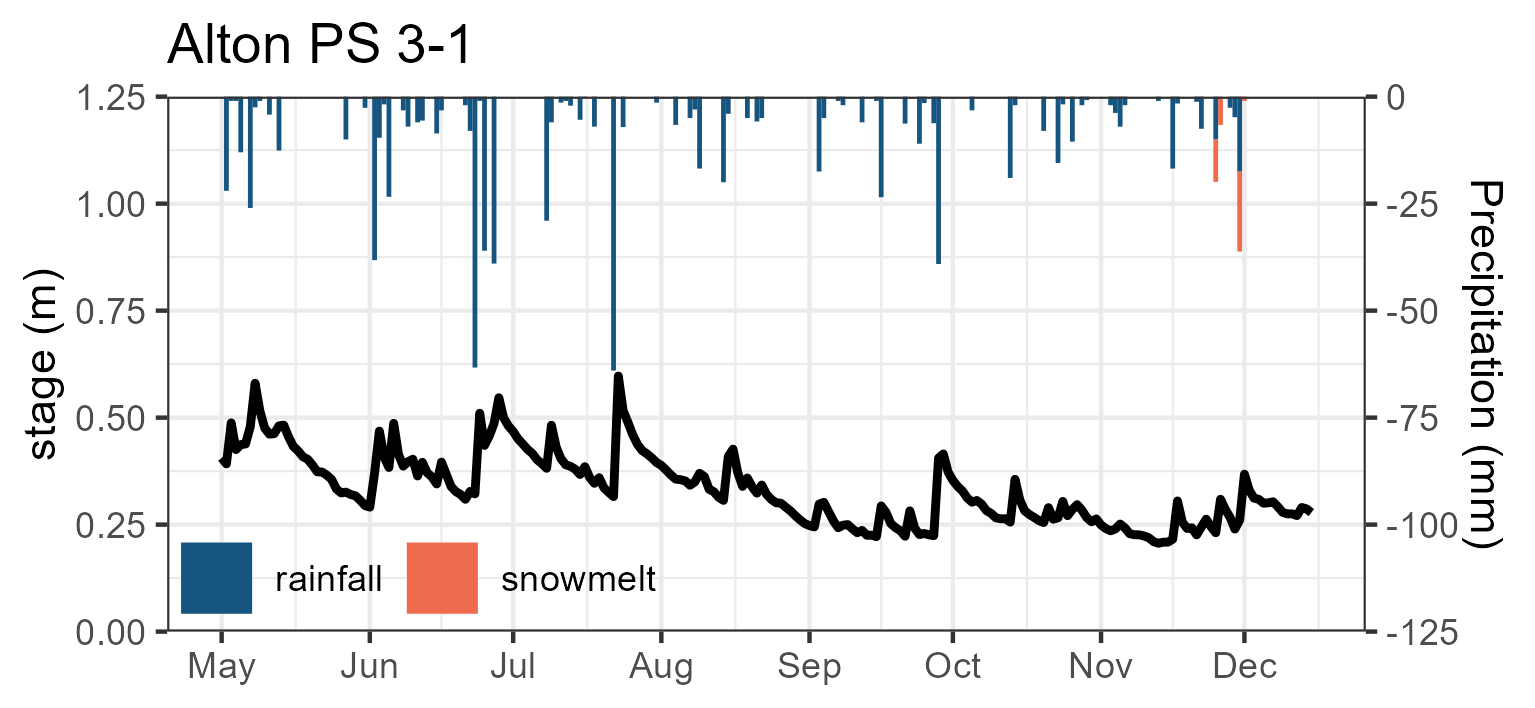 Alton PS 3-1
1.25
1.00
0.75
0.50
0.25
0.00
stage (m)
0
-25
-50
-75
-100
-125
Precipitation (mm)
rainfall snowmelt
May Jun Jul Aug Sep Oct Nov Dec